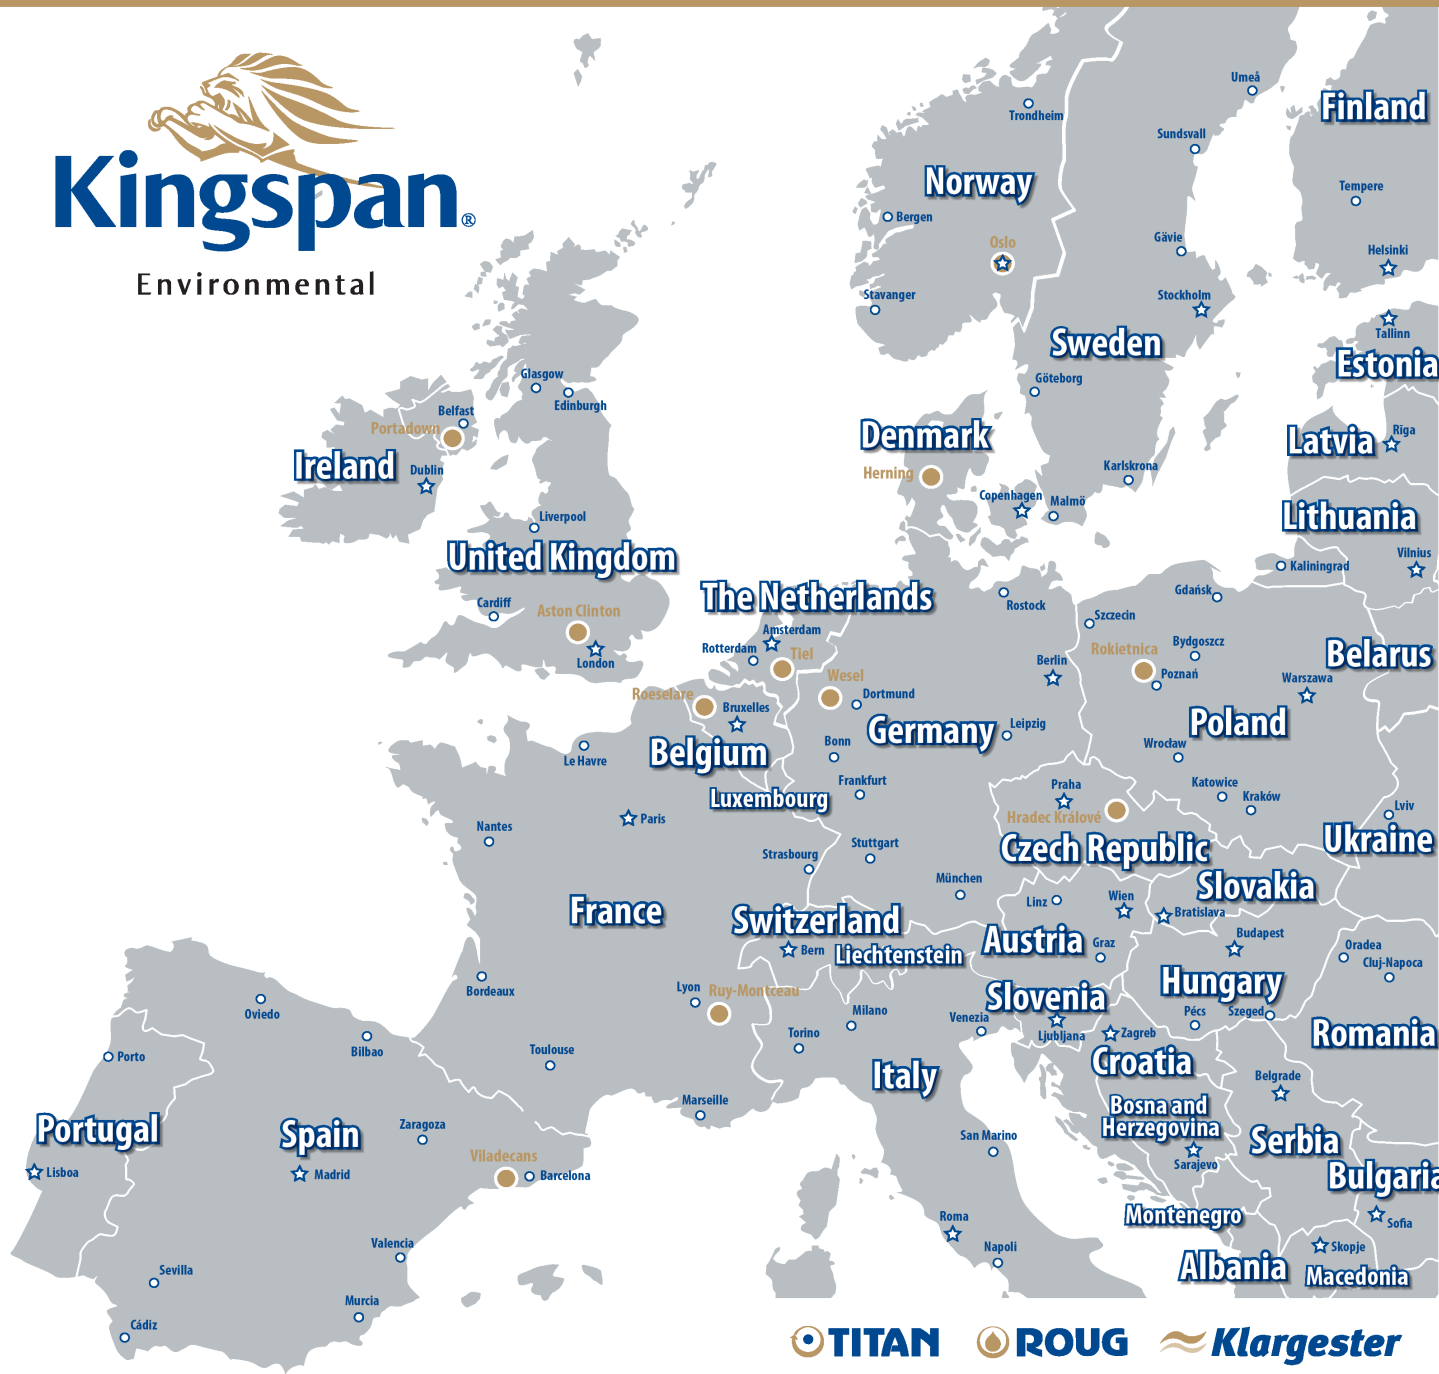 Kingspan®
Environmental
Umeå
Finland
Trondheim
Sundsvall
Norway
Tempere
Bergen
Gävie
Oslo
Helsinki
Stavanger
Stockholm
Tallinn
Sweden
Estonia
Glasgow
Göteborg
Edinburgh
Belfast
Portadown
Denmark
Rīga
Latvia
Ireland
Dublin
Herning
Karlskrona
Copenhagen
Malmö
Liverpool
Lithuania
United Kingdom
Vilnius
Kaliningrad
Cardiff
Aston Clinton
The Netherlands
Rostock
Gdańsk
Szczecin
Amsterdam
Rotterdam
Tiel
London
Berlin
Rokietnica
Bydgoszcz
Belarus
Poznań
Warszawa
Roeselare
Wesel
Bruxelles
Dortmund
Germany
Leipzig
Poland
Le Havre
Belgium
Bonn
Wrocław
Luxembourg
Frankfurt
Praha
Katowice
Kraków
Lviv
Nantes
Paris
Hradec Králové
Ukraine
Strasbourg
Stuttgart
Czech Republic
München
Slovakia
Linz
Wien
Bratislava
France
Switzerland
Bern
Liechtenstein
Austria
Graz
Budapest
Oradea
Cluj-Napoca
Bordeaux
Lyon
Ruy-Montceau
Slovenia
Hungary
Oviedo
Milano
Venezia
Pécs
Szeged
Torino
Ljubljana
Zagreb
Romania
Porto
Bilbao
Toulouse
Italy
Croatia
Belgrade
Marseille
Bosna and
Herzegovina
Portugal
Spain
Zaragoza
San Marino
Serbia
Viladecans
Barcelona
Sarajevo
Lisboa
Madrid
Bulgaria
Roma
Montenegro
Sofia
Valencia
Napoli
Skopje
Sevilla
Albania
Macedonia
Murcia
Cádiz
TITAN
ROUG
Klargester